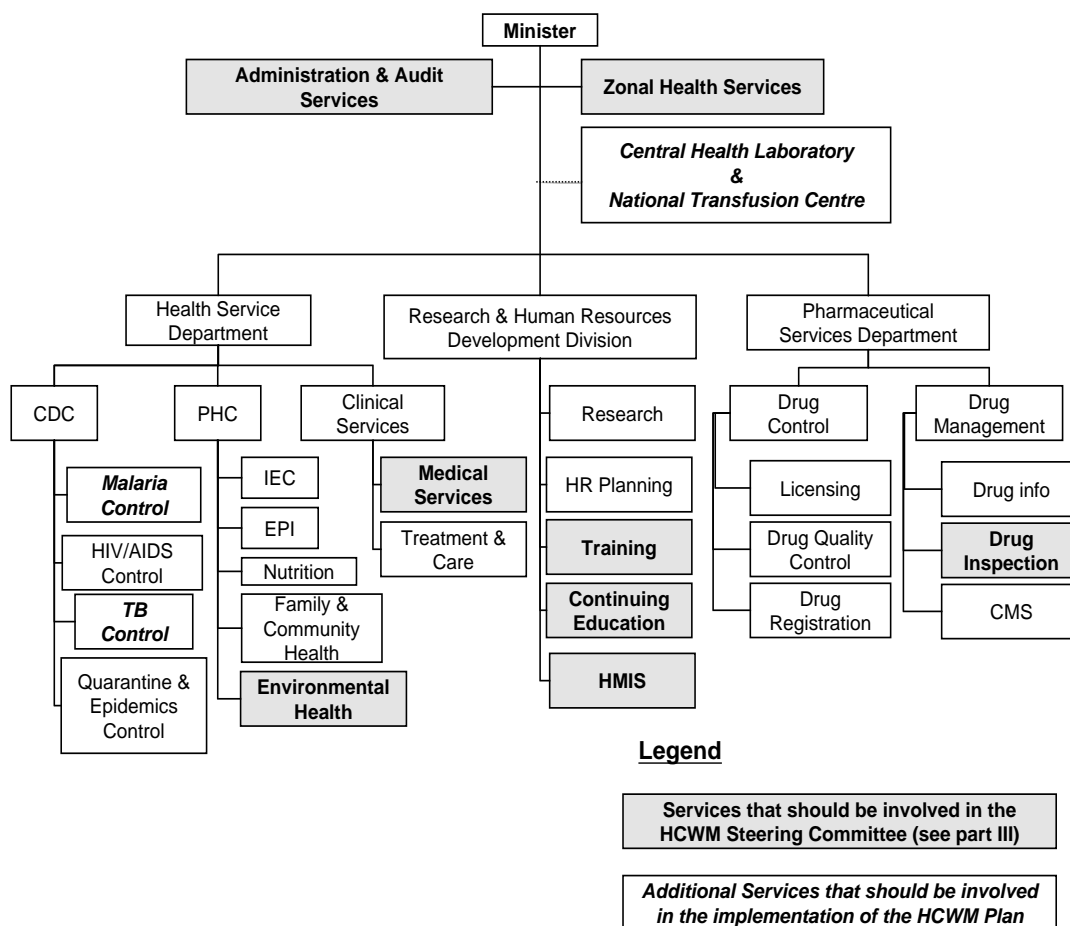 Minister
Administration & Audit
Services
Zonal Health Services
Central Health Laboratory
&
National Transfusion Centre
Health Service
Department
Research & Human Resources
Development Division
Pharmaceutical
Services Department
CDC
PHC
Clinical
Services
Research
Drug
Control
Drug
Management
Malaria
Control
IEC
Medical
Services
HR Planning
Licensing
Drug info
HIV/AIDS
Control
EPI
Treatment &
Care
Training
Drug Quality
Control
Drug
Inspection
Nutrition
TB
Control
Family &
Community
Health
Continuing
Education
Drug
Registration
CMS
Quarantine &
Epidemics
Control
Environmental
Health
HMIS
Legend
Services that should be involved in the
HCWM Steering Committee (see part III)
Additional Services that should be involved
in the implementation of the HCWM Plan